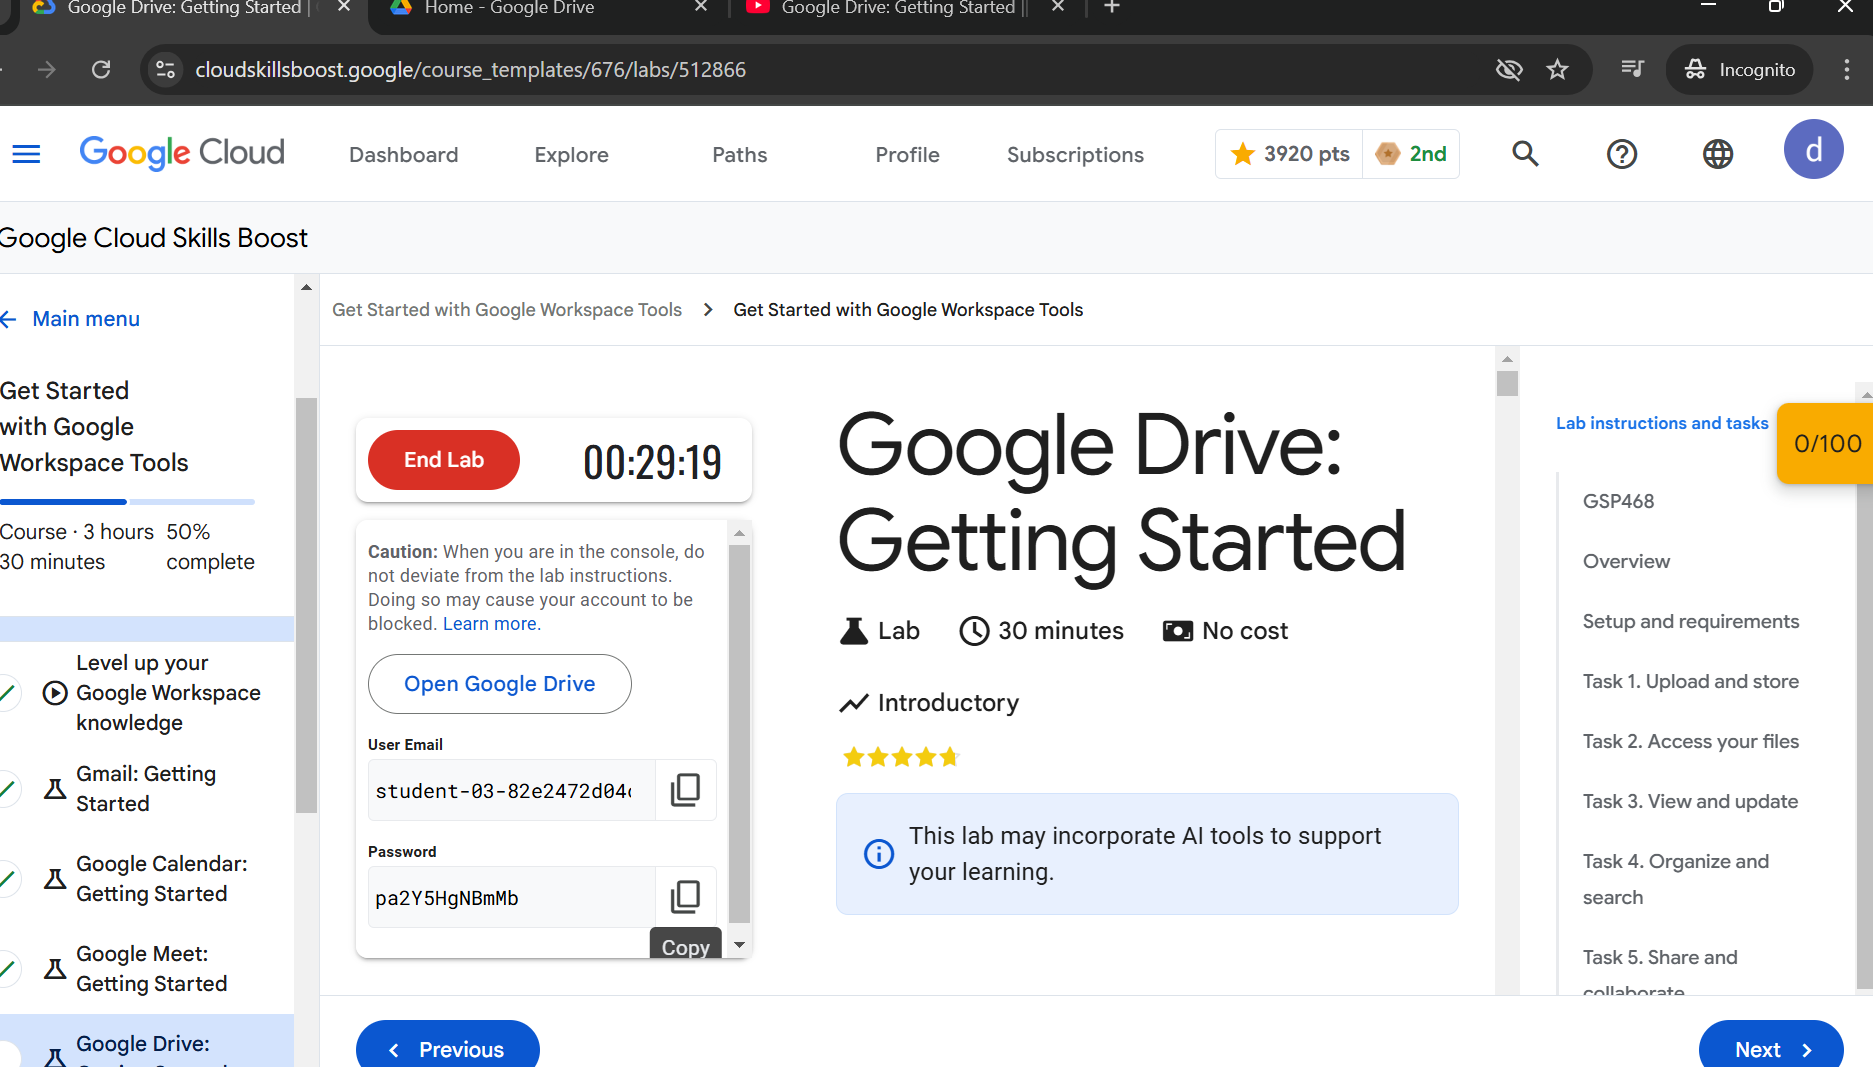 Google Drive: Getting Started |
Home - Google Drive
Google Drive: Getting Started ||
cloudskillsboost.google/course_templates/676/labs/512866
Incognito
Google Cloud
Dashboard
Explore
Paths
Profile
Subscriptions
3920 pts
2nd
d
Google Cloud Skills Boost
Main menu
Get Started
with Google
Workspace Tools
Course · 3 hours
30 minutes
50%
complete
Level up your
Google Workspace
knowledge
Gmail: Getting
Started
Google Calendar:
Getting Started
Google Meet:
Getting Started
Google Drive:
Get Started with Google Workspace Tools
Get Started with Google Workspace Tools
End Lab
00:29:19
Caution: When you are in the console, do
not deviate from the lab instructions.
Doing so may cause your account to be
blocked. Learn more.
Open Google Drive
User Email
student-03-82e2472d04
Password
pa2Y5HgNBmMb
Copy
Google Drive:
Getting Started
Lab
30 minutes
No cost
Introductory
This lab may incorporate AI tools to support
your learning.
Lab instructions and tasks
0/100
GSP468
Overview
Setup and requirements
Task 1. Upload and store
Task 2. Access your files
Task 3. View and update
Task 4. Organize and
search
Task 5. Share and
collaborate
Previous
Next